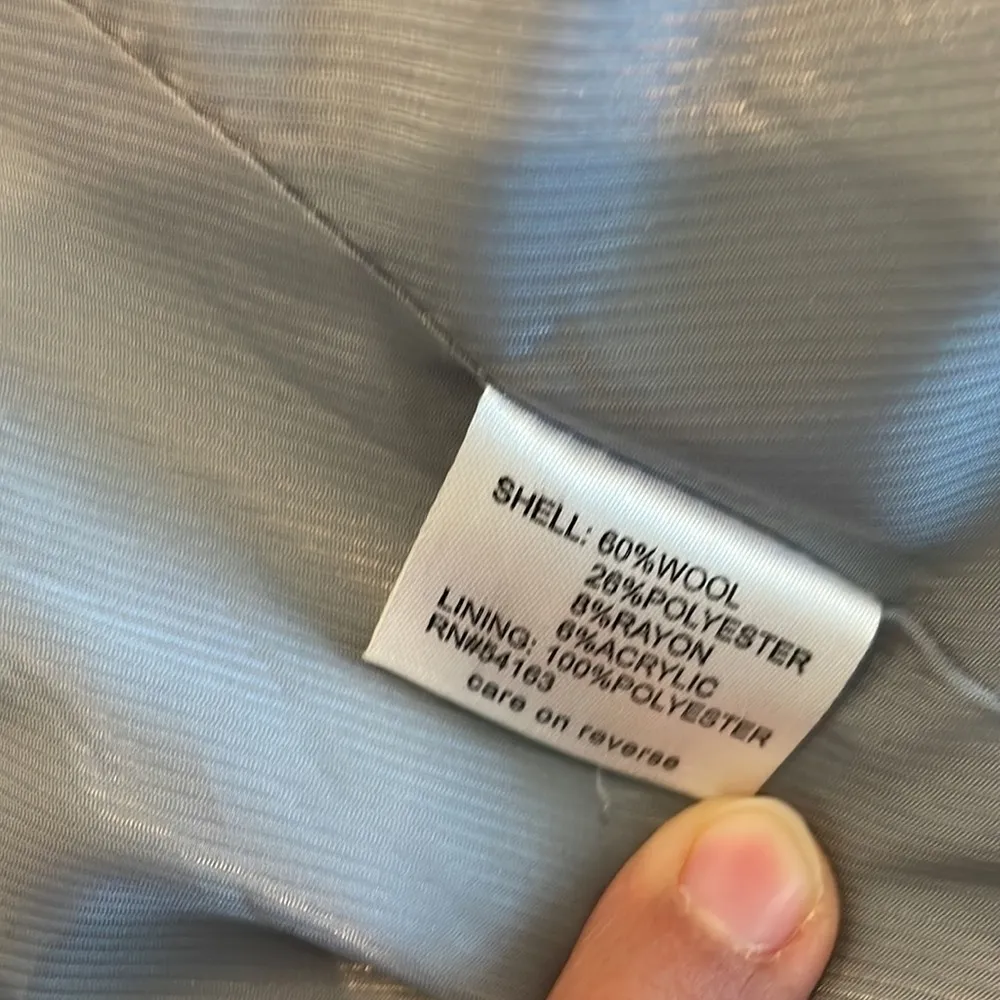 SHELL: 60%WOOL
26%POLYESTER
8%RAYON
6%ACRYLIC
LINING: 100%POLYESTER
RN#54163
care on reverse